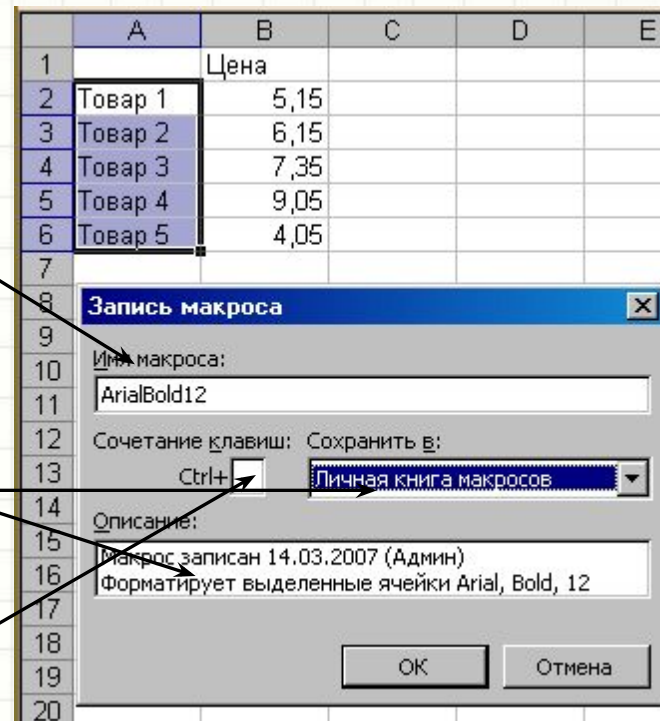 A B C D E
1 Цена
2 Товар 1 5,15
3 Товар 2 6,15
4 Товар 3 7,35
5 Товар 4 9,05
6 Товар 5 4,05
7
8 Запись макроса
9
10 Имя макроса:
11 ArialBold12
12 Сочетание клавиш: Сохранить в:
13 Ctrl+ Личная книга макросов
14 Описание:
15 Макрос записан 14.03.2007 (Админ)
16 Форматирует выделенные ячейки Arial, Bold, 12
17
18
19 ОК Отмена
20